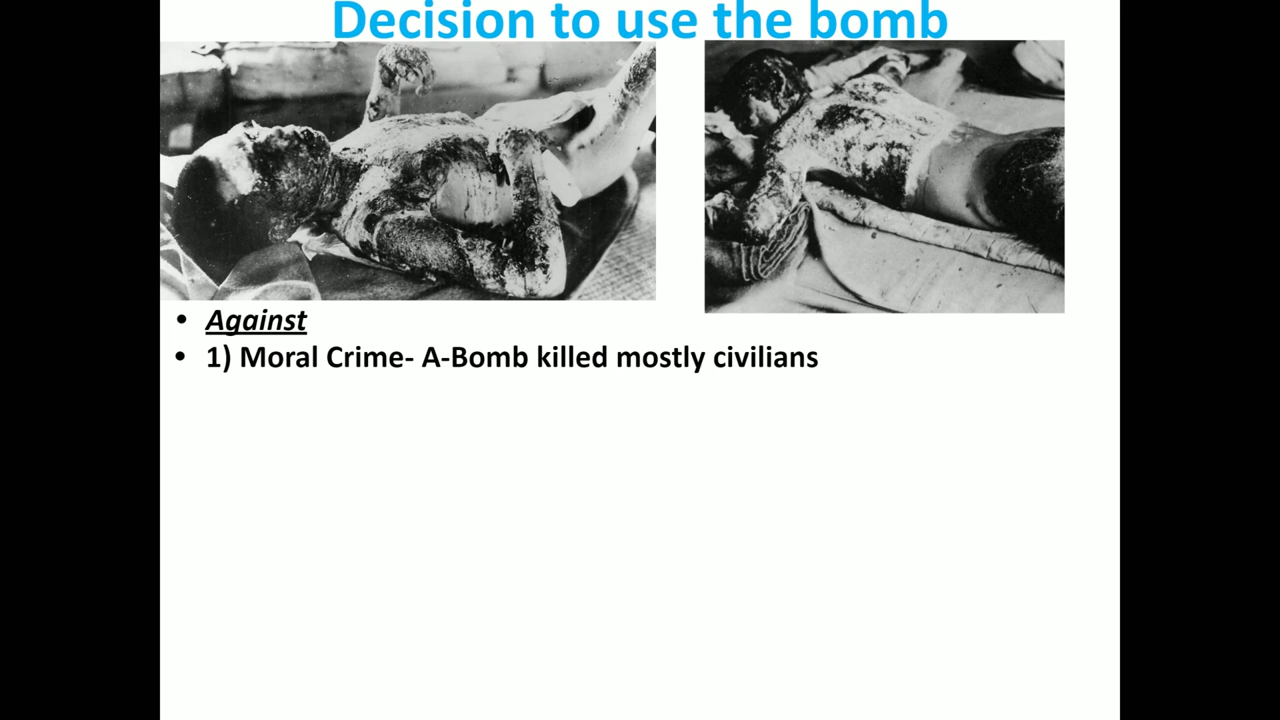 Decision to use the bomb
• Against
• 1) Moral Crime- A-Bomb killed mostly civilians